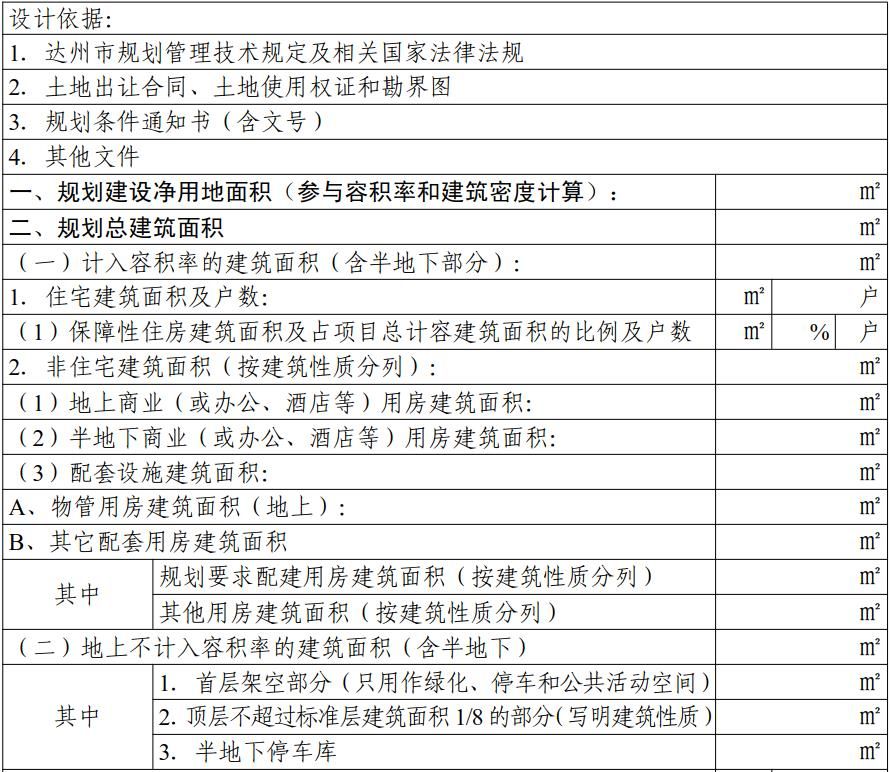 设计依据：
1. 达州市规划管理技术规定及相关国家法律法规
2. 土地出让合同、土地使用权证和勘界图
3. 规划条件通知书（含文号）
4. 其他文件
一、规划建设净用地面积（参与容积率和建筑密度计算）： ㎡
二、规划总建筑面积 ㎡
（一）计入容积率的建筑面积（含半地下部分）： ㎡
1. 住宅建筑面积及户数： ㎡ 户
（1）保障性住房建筑面积及占项目总计容建筑面积的比例及户数 ㎡ % 户
2. 非住宅建筑面积（按建筑性质分列）： ㎡
（1）地上商业（或办公、酒店等）用房建筑面积： ㎡
（2）半地下商业（或办公、酒店等）用房建筑面积： ㎡
（3）配套设施建筑面积： ㎡
A、物管用房建筑面积（地上）： ㎡
B、其它配套用房建筑面积 ㎡
其中
规划要求配建用房建筑面积（按建筑性质分列） ㎡
其他用房建筑面积（按建筑性质分列） ㎡
（二）地上不计入容积率的建筑面积（含半地下） ㎡
其中
1. 首层架空部分（只用作绿化、停车和公共活动空间） ㎡
2. 顶层不超过标准层建筑面积1/8的部分（写明建筑性质） ㎡
3. 半地下停车库 ㎡